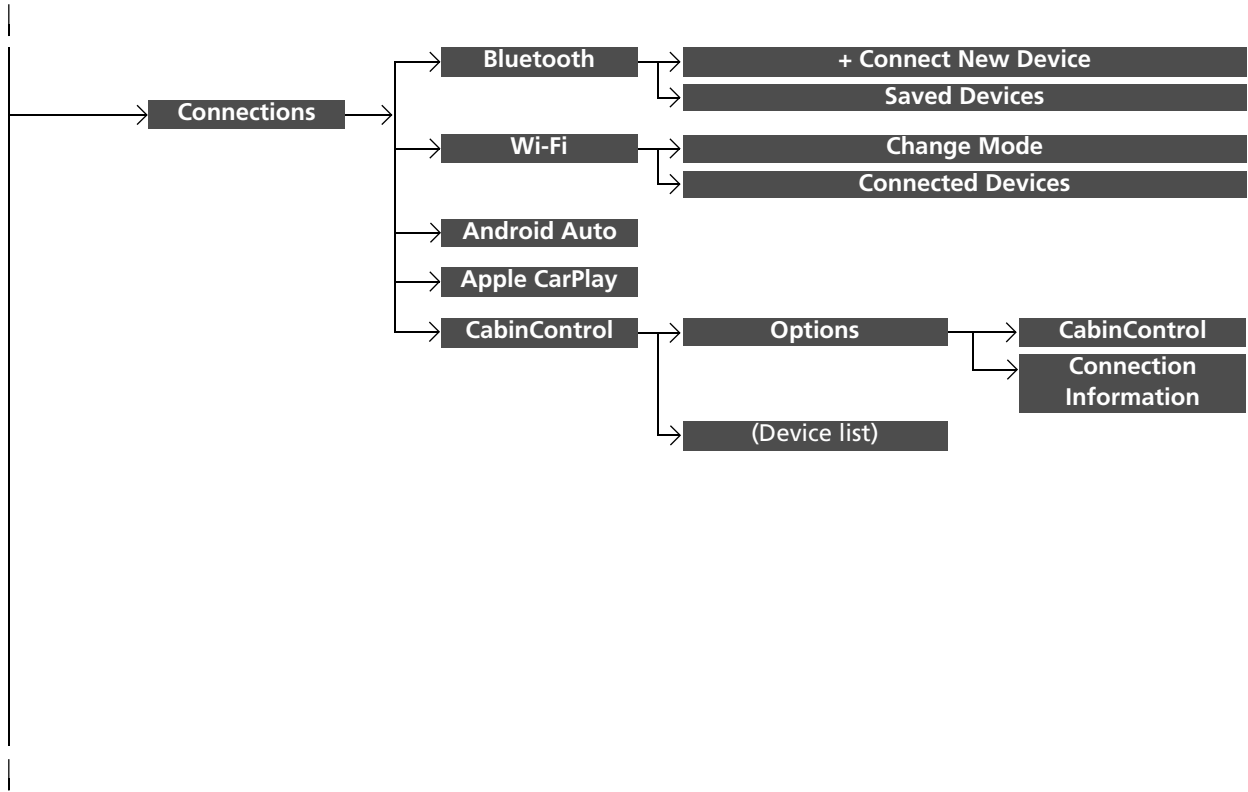 Connections
Bluetooth
+ Connect New Device
Saved Devices
Wi-Fi
Change Mode
Connected Devices
Android Auto
Apple CarPlay
CabinControl
Options
CabinControl
Connection
Information
(Device list)